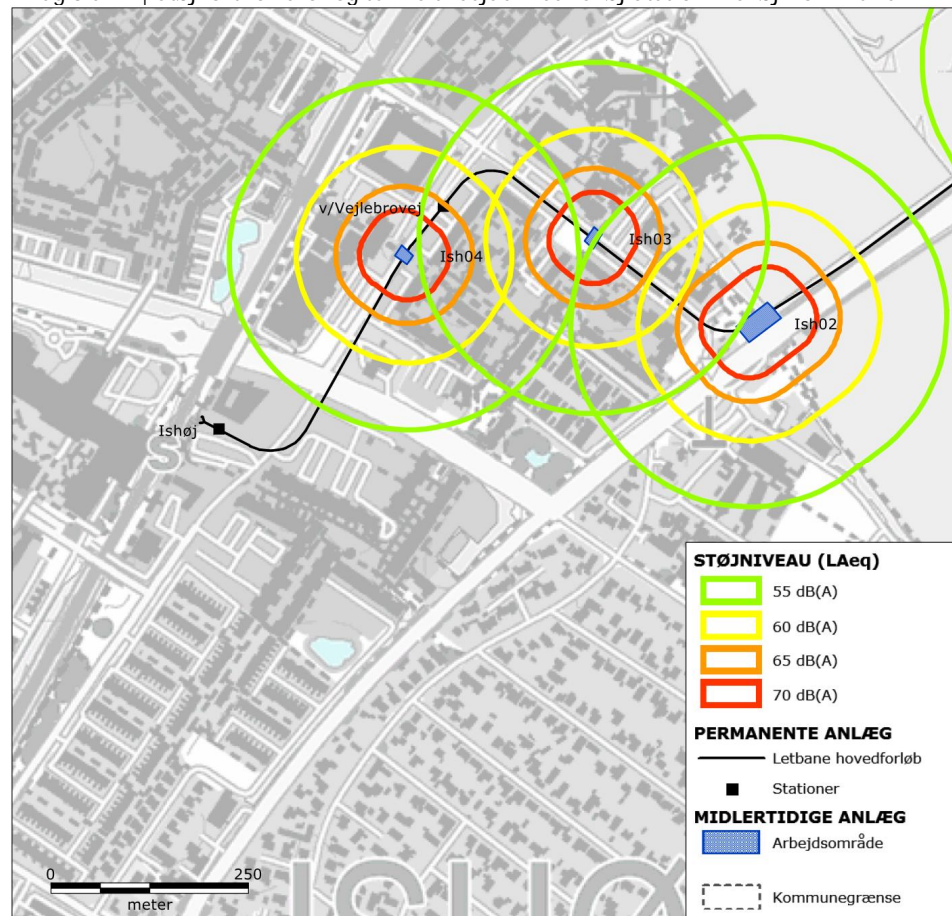 v/Vejlebrovej
Ish04
Ish03
Ish02
Ishøj
S
STØJNIVEAU (LAeq)
55 dB(A)
60 dB(A)
65 dB(A)
70 dB(A)
PERMANENTE ANLÆG
Letbane hovedforløb
Stationer
MIDLERTIDIGE ANLÆG
Arbejdsområde
Kommunegrænse
0 250
meter